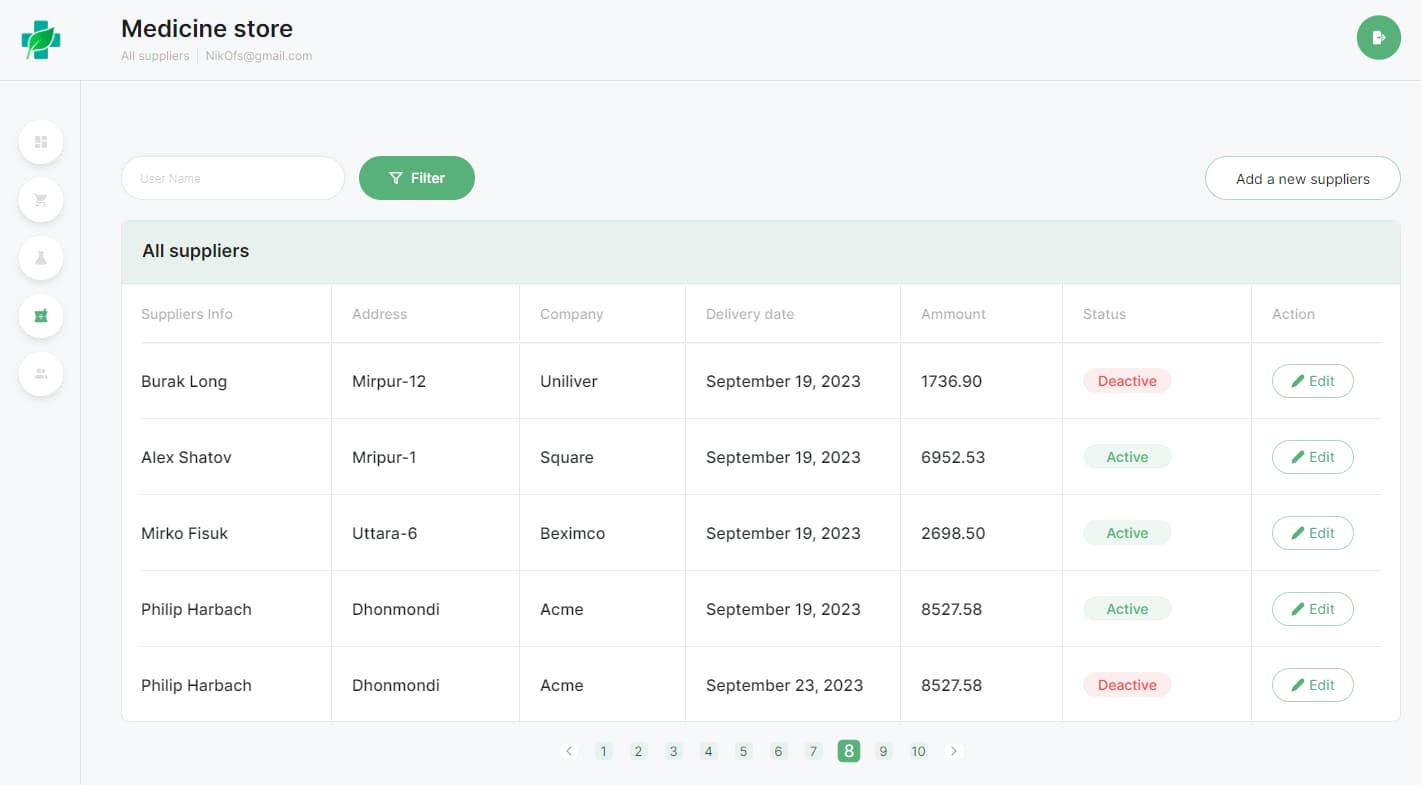 Medicine store
All suppliers NikOfs@gmail.com
User Name Filter Add a new suppliers
All suppliers
Suppliers Info Address Company Delivery date Ammount Status Action
Burak Long Mirpur-12 Uniliver September 19, 2023 1736.90 Deactive Edit
Alex Shatov Mripur-1 Square September 19, 2023 6952.53 Active Edit
Mirko Fisuk Uttara-6 Beximco September 19, 2023 2698.50 Active Edit
Philip Harbach Dhonmondi Acme September 19, 2023 8527.58 Active Edit
Philip Harbach Dhonmondi Acme September 23, 2023 8527.58 Deactive Edit
1 2 3 4 5 6 7 8 9 10